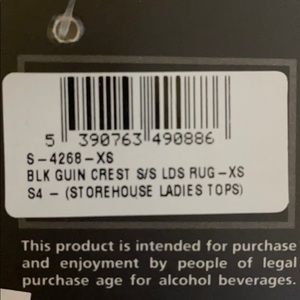 5 390763 490886
S-4268-XS
BLK GUIN CREST S/S LDS RUG-XS
S4 - (STOREHOUSE LADIES TOPS)
This product is intended for purchase
and enjoyment by people of legal
purchase age for alcohol beverages.